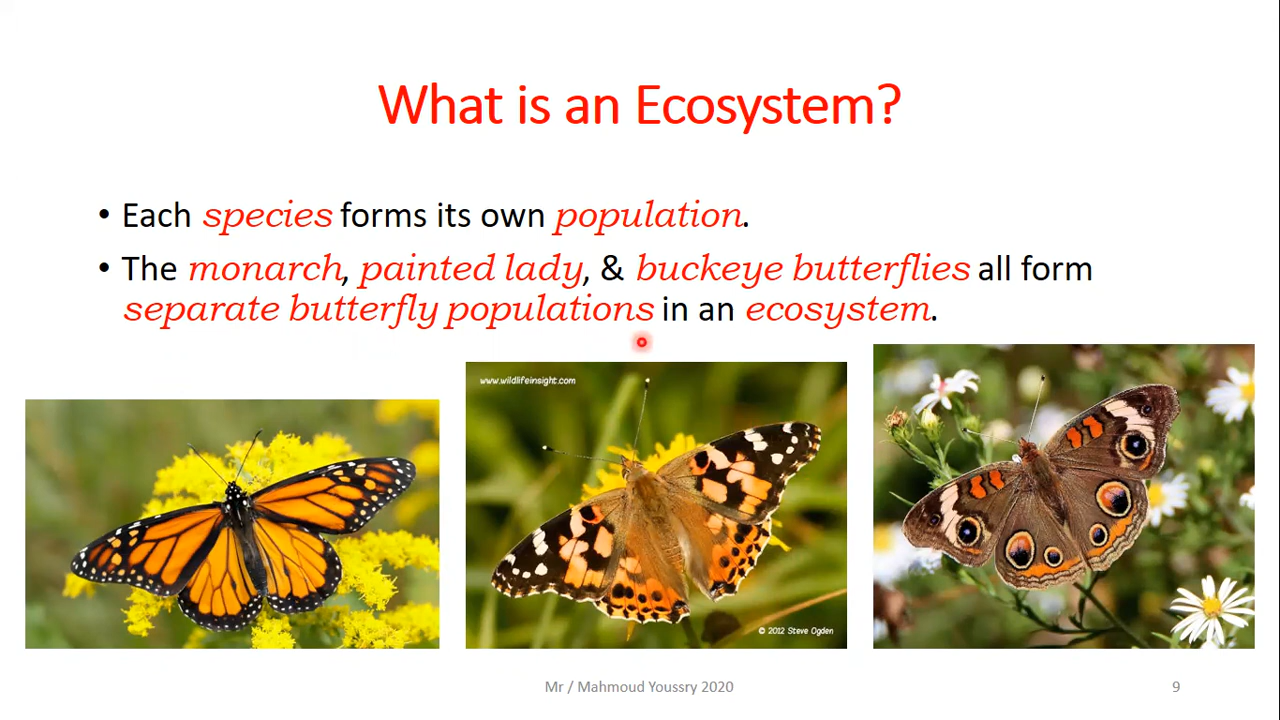 What is an Ecosystem?
• Each species forms its own population.
• The monarch, painted lady, & buckeye butterflies all form
separate butterfly populations in an ecosystem.
www.wildlifeinsight.com
© 2012 Steve Ogden
Mr / Mahmoud Youssry 2020
9